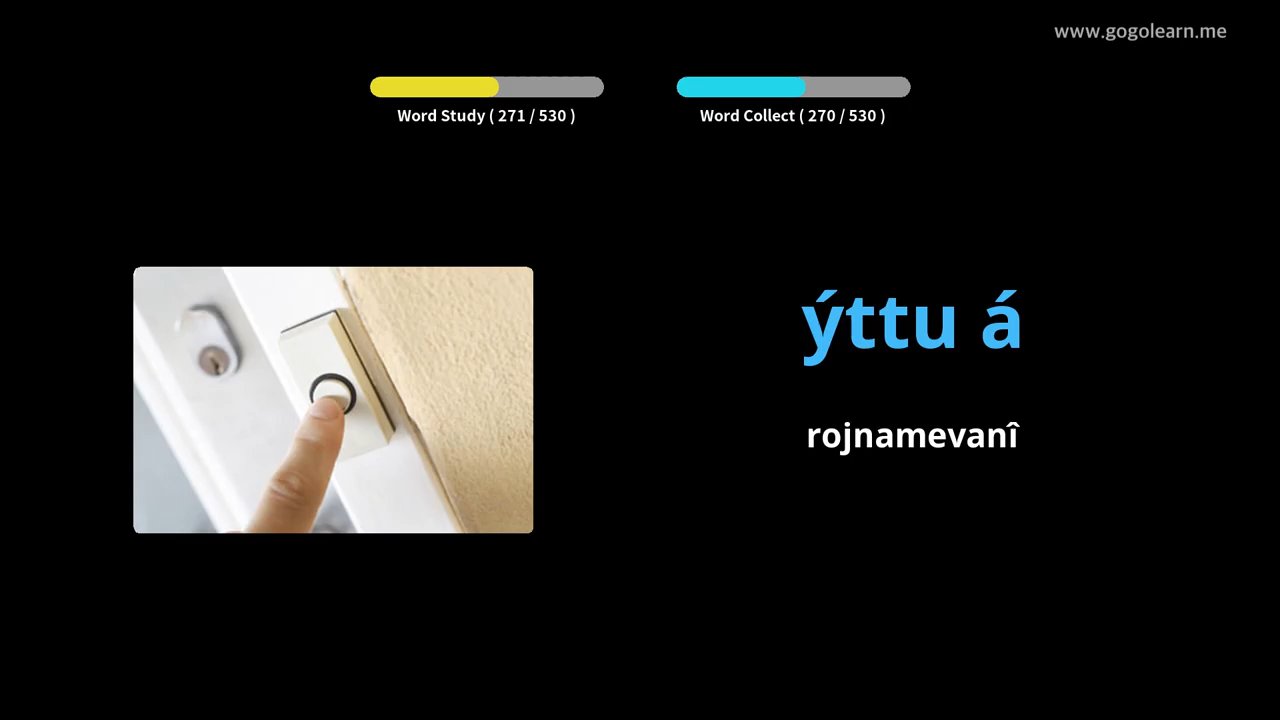 www.gogolearn.me
Word Study ( 271 / 530 )
Word Collect ( 270 / 530 )
ýttu á
rojnamevanî